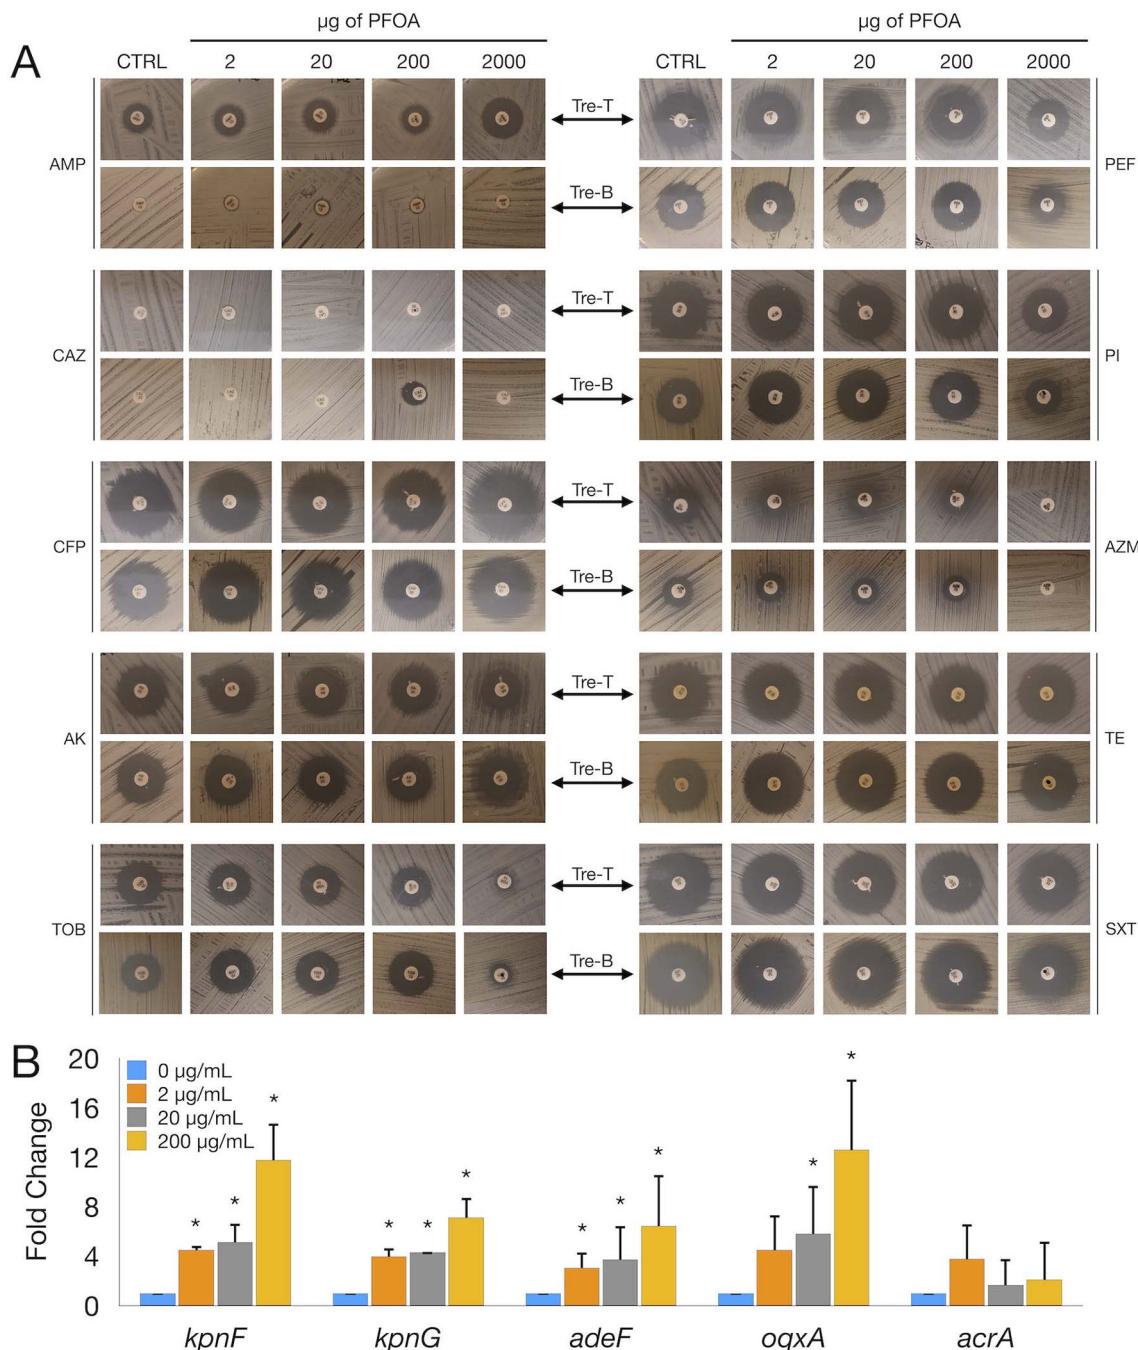 µg of PFOA µg of PFOA
A CTRL 2 20 200 2000 CTRL 2 20 200 2000
Tre-T
AMP PEF
Tre-B
Tre-T
CAZ PI
Tre-B
Tre-T
CFP AZM
Tre-B
Tre-T
AK TE
Tre-B
Tre-T
TOB SXT
Tre-B
B
Fold Change
20
16
12
8
4
0
0 µg/mL
2 µg/mL
20 µg/mL
200 µg/mL
* * *
* * *
* * *
* *
kpnF kpnG adeF oqxA acrA